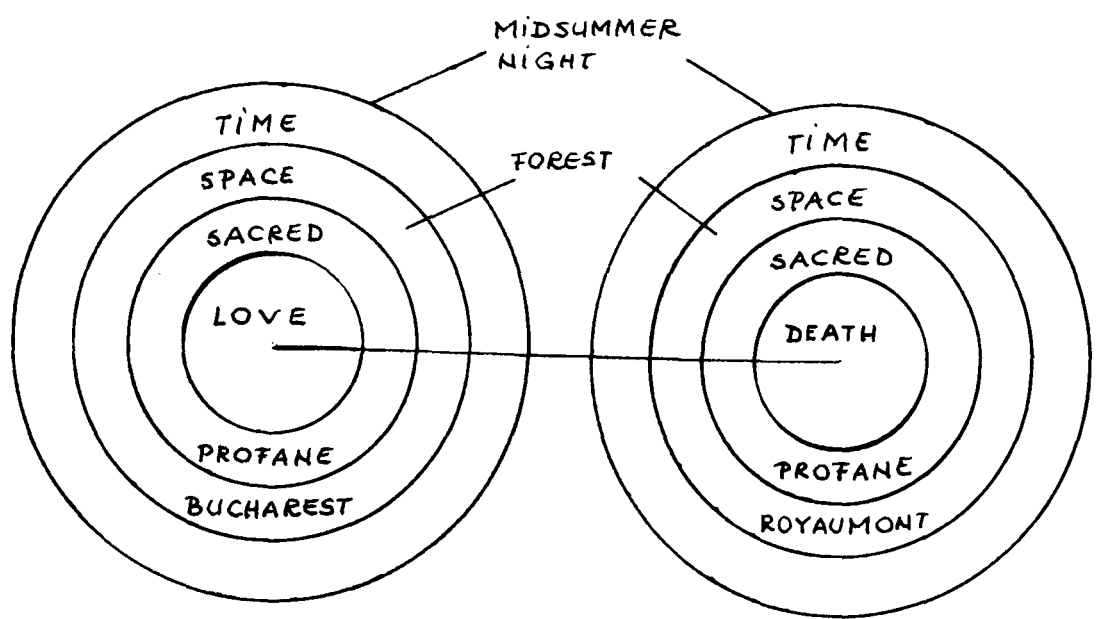 MIDSUMMER
NIGHT
FOREST
TIME
SPACE
SACRED
LOVE
PROFANE
BUCHAREST
TIME
SPACE
SACRED
DEATH
PROFANE
ROYAUMONT